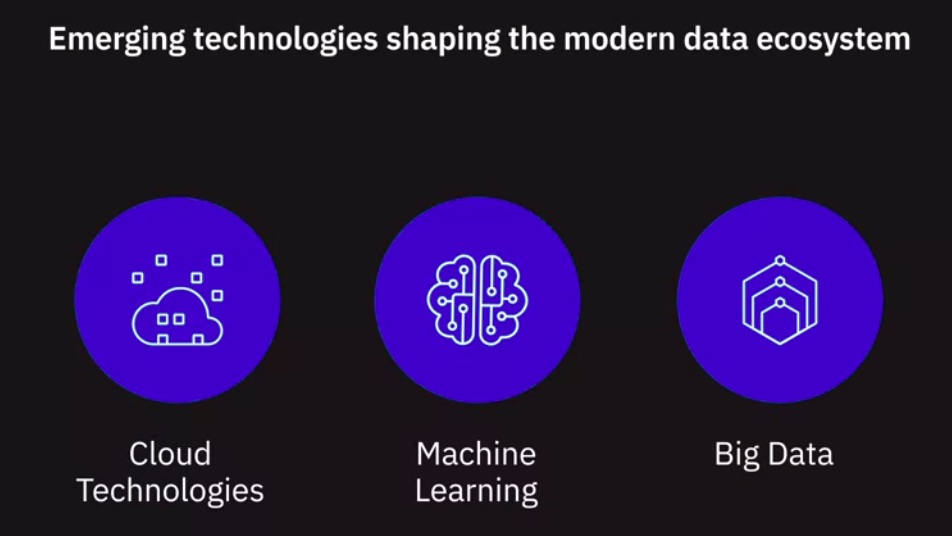 Emerging technologies shaping the modern data ecosystem
Cloud
Technologies
Machine
Learning
Big Data